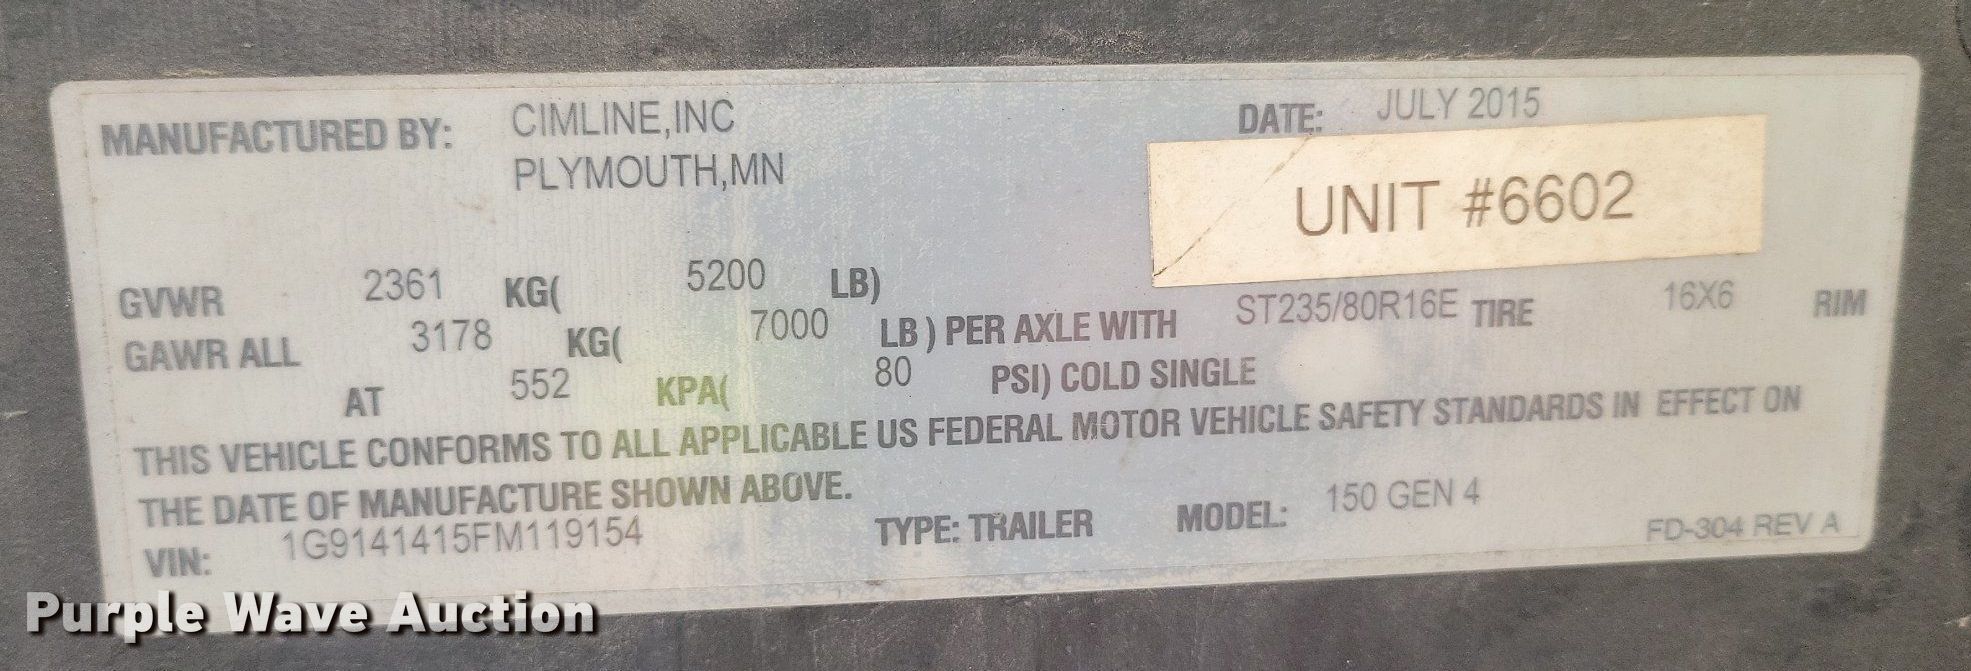 MANUFACTURED BY: CIMLINE,INC DATE: JULY 2015
PLYMOUTH,MN
UNIT #6602
GVWR 2361 KG( 5200 LB)
GAWR ALL 3178 KG( 7000 LB) PER AXLE WITH ST235/80R16E TIRE 16X6 RIM
AT 552 KPA( 80 PSI) COLD SINGLE
THIS VEHICLE CONFORMS TO ALL APPLICABLE US FEDERAL MOTOR VEHICLE SAFETY STANDARDS IN EFFECT ON
THE DATE OF MANUFACTURE SHOWN ABOVE.
VIN: 1G9141415FM119154 TYPE: TRAILER MODEL: 150 GEN 4
FD-304 REV A
Purple Wave Auction